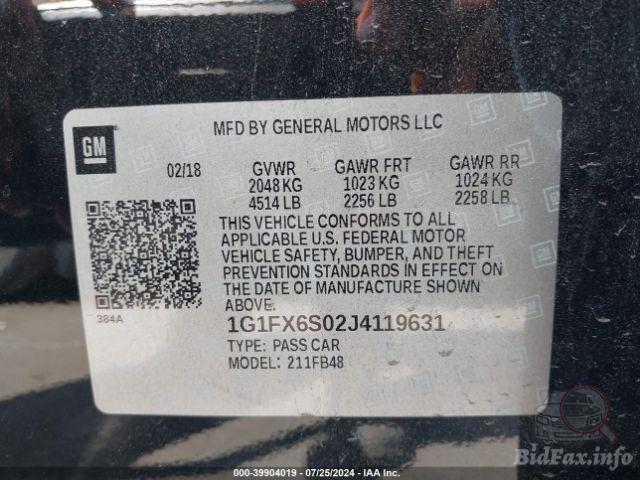 GM
MFD BY GENERAL MOTORS LLC
02/18 GVWR GAWR FRT GAWR RR
2048 KG 1023 KG 1024 KG
4514 LB 2256 LB 2258 LB
THIS VEHICLE CONFORMS TO ALL
APPLICABLE U.S. FEDERAL MOTOR
VEHICLE SAFETY, BUMPER, AND THEFT
PREVENTION STANDARDS IN EFFECT ON
THE DATE OF MANUFACTURE SHOWN
ABOVE.
384A
1G1FX6S02J4119631
TYPE: PASS CAR
MODEL: 211FB48
000-39904019 - 07/25/2024 - IAA Inc.
BidFax.info